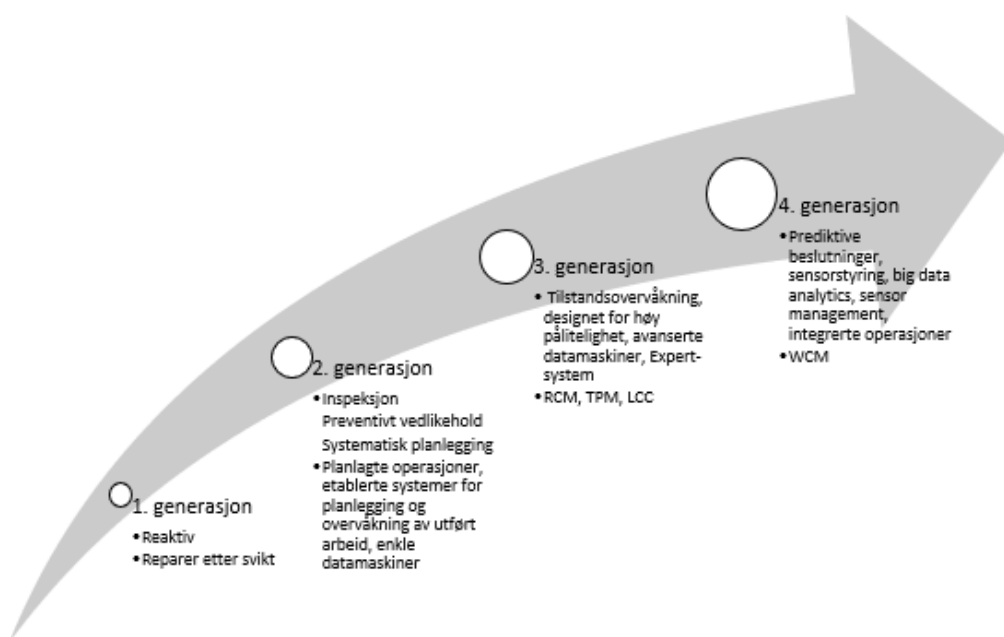 1. generasjon
•Reaktiv
•Reparer etter svikt
2. generasjon
•Inspeksjon
Preventivt vedlikehold
Systematisk planlegging
•Planlagte operasjoner,
etablerte systemer for
planlegging og
overvåkning av utført
arbeid, enkle
datamaskiner
3. generasjon
• Tilstandsovervåkning,
designet for høy
pålitelighet, avanserte
datamaskiner, Expert-
system
•RCM, TPM, LCC
4. generasjon
•Prediktive
beslutninger,
sensorstyring, big data
analytics, sensor
management,
integrerte operasjoner
•WCM